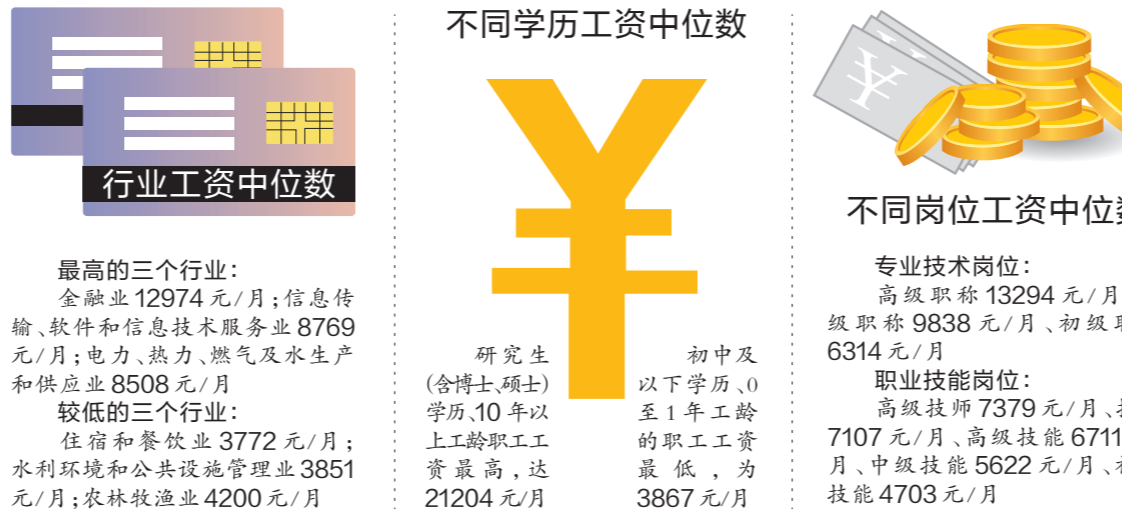 行业工资中位数
最高的三个行业：
金融业12974元/月；信息传
输、软件和信息技术服务业8769
元/月；电力、热力、燃气及水生产
和供应业8508元/月
较低的三个行业：
住宿和餐饮业3772元/月；
水利环境和公共设施管理业3851
元/月；农林牧渔业4200元/月
不同学历工资中位数
¥
研究生
(含博士、硕士)
学历、10年以
上工龄职工工
资最高，达
21204元/月
初中及
以下学历、0
至1年工龄
的职工工资
最低，为
3867元/月
¥
不同岗位工资中位数
专业技术岗位：
高级职称13294元/月
级职称9838元/月、初级
6314元/月
职业技能岗位：
高级技师7379元/月、
7107元/月、高级技能6711
月、中级技能5622元/月、
技能4703元/月